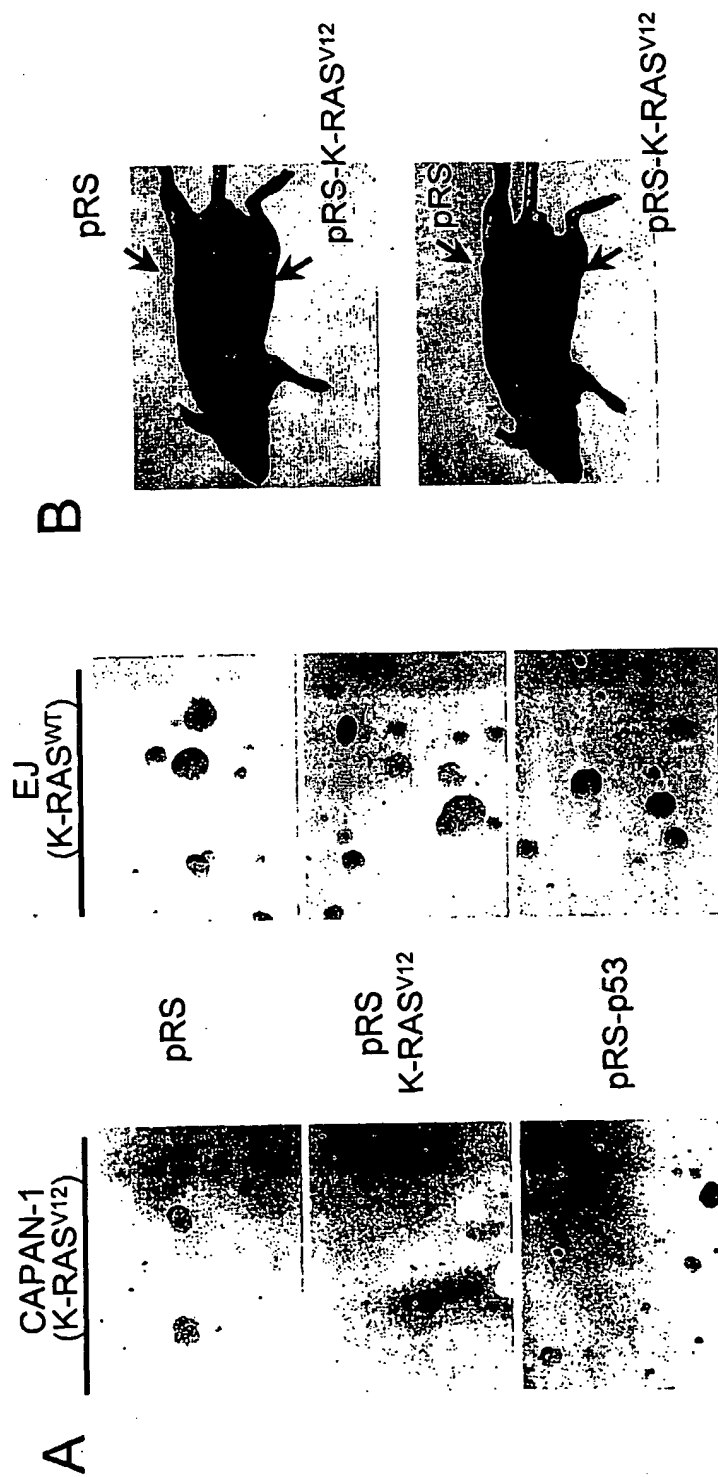 A
CAPAN-1
(K-RASV12)
EJ
(K-RASWT)
pRS
pRS
K-RASV12
pRS-p53
B
pRS
pRS-K-RASV12
pRS
pRS-K-RASV12